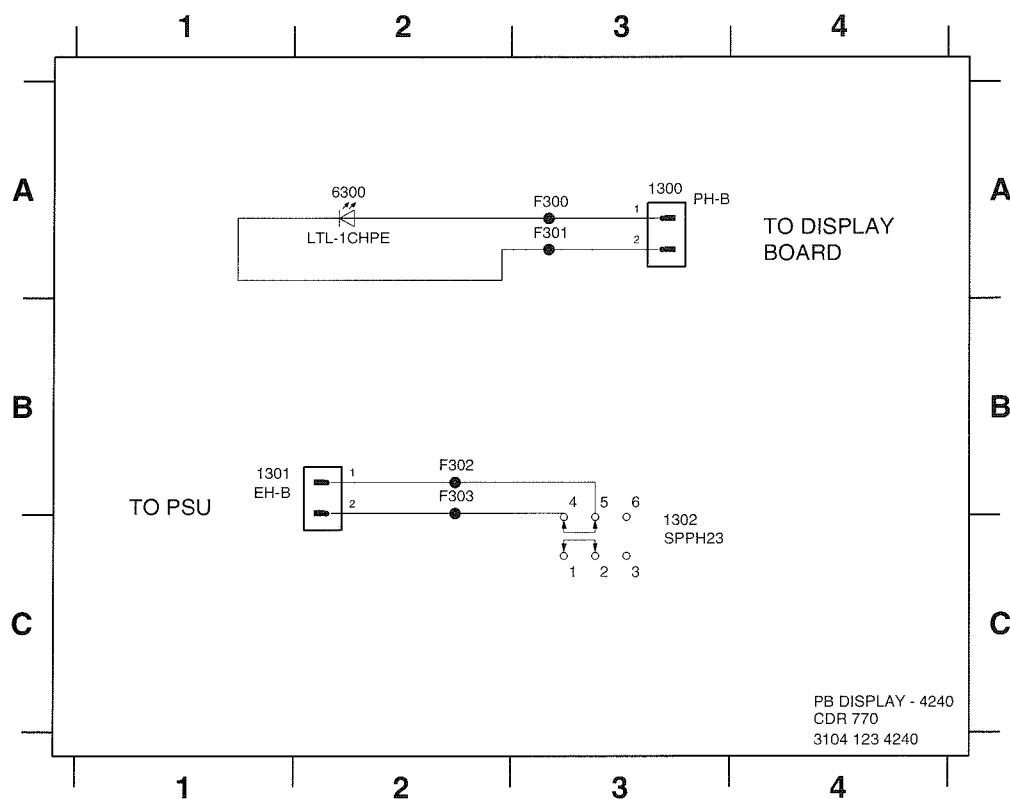 1 2 3 4
A A
6300
LTL-1CHPE
F300
F301
1300
PH-B
1
2
TO DISPLAY
BOARD
B B
TO PSU
1301
EH-B
1
2
F302
F303
4 5 6
1302
SPPH23
1 2 3
C C
PB DISPLAY - 4240
CDR 770
3104 123 4240
1 2 3 4